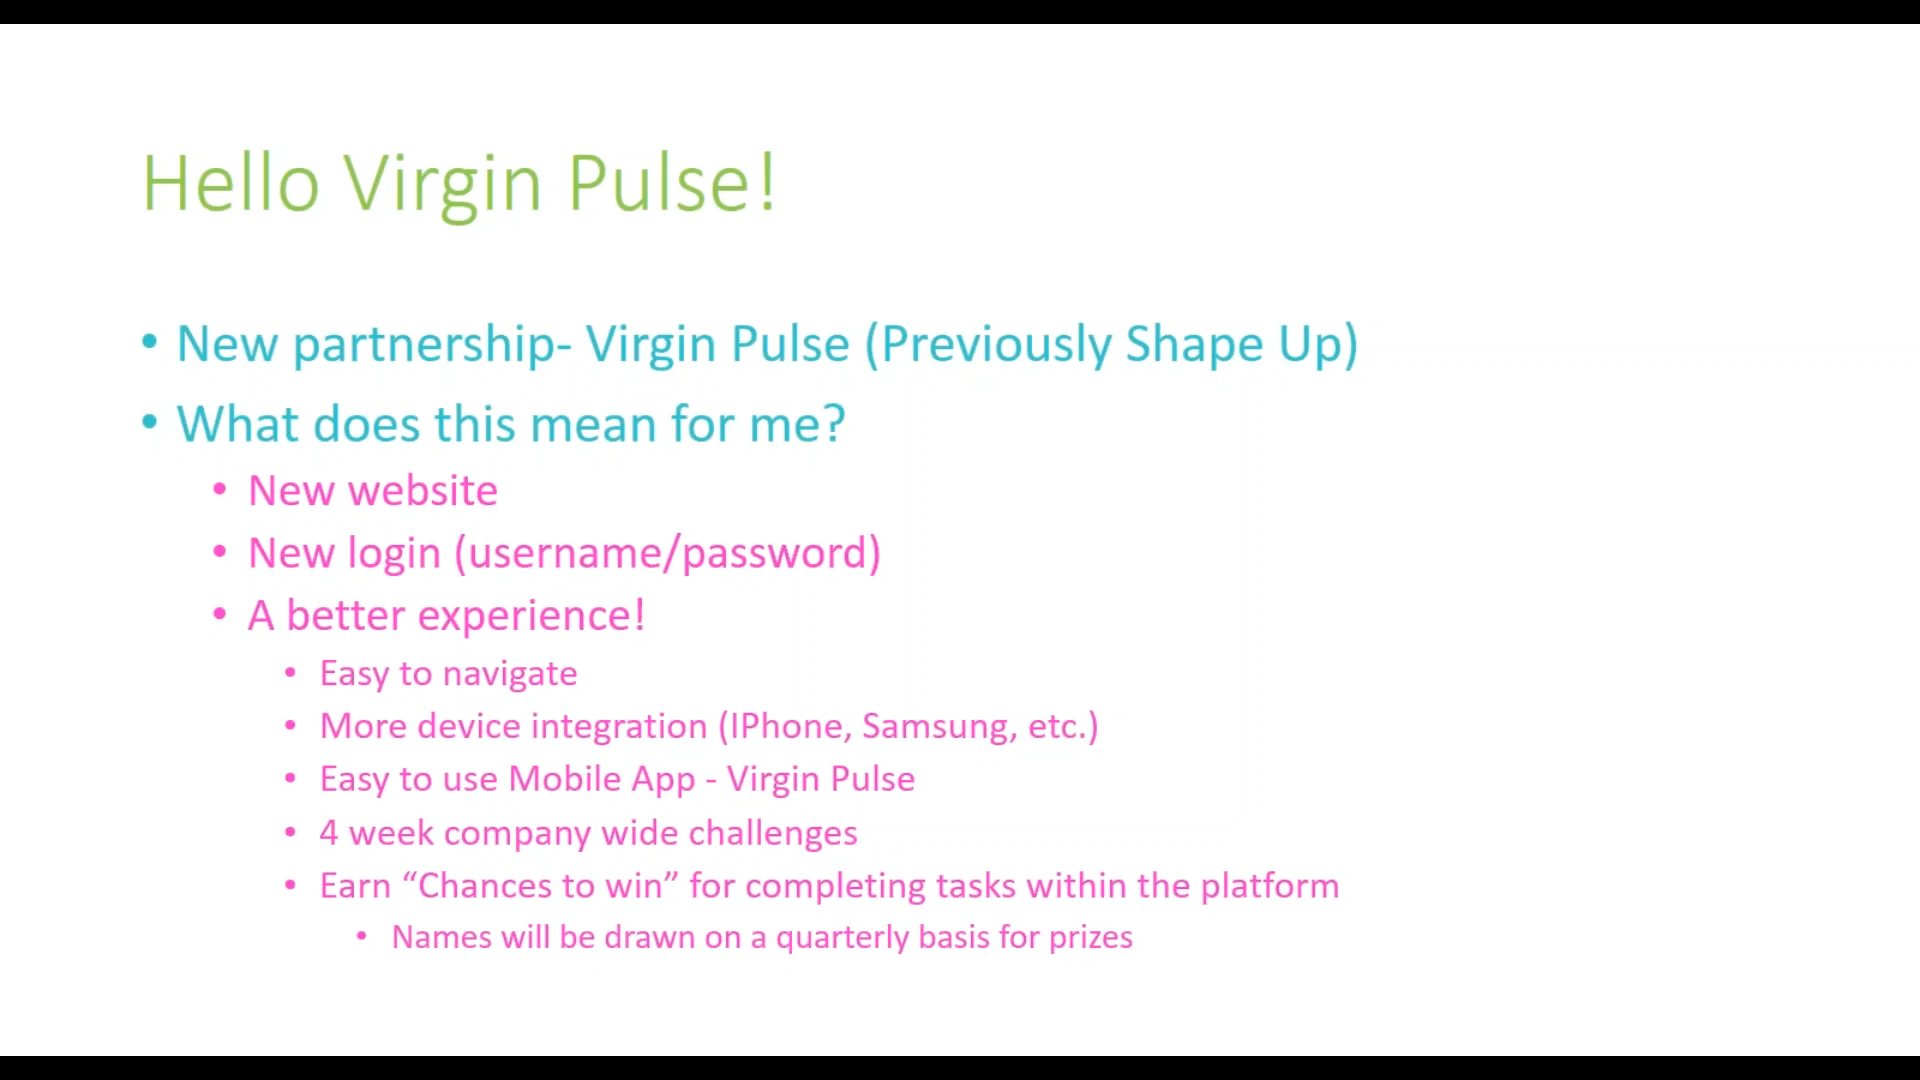 Hello Virgin Pulse!
• New partnership- Virgin Pulse (Previously Shape Up)
• What does this mean for me?
• New website
• New login (username/password)
• A better experience!
• Easy to navigate
• More device integration (IPhone, Samsung, etc.)
• Easy to use Mobile App - Virgin Pulse
• 4 week company wide challenges
• Earn “Chances to win” for completing tasks within the platform
• Names will be drawn on a quarterly basis for prizes